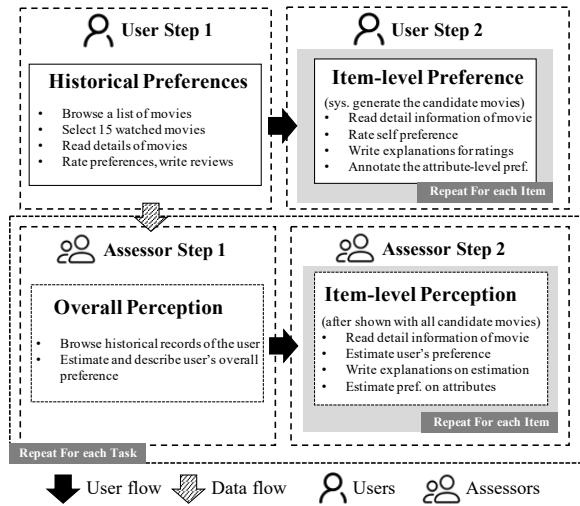 User Step 1
Historical Preferences
• Browse a list of movies
• Select 15 watched movies
• Read details of movies
• Rate preferences, write reviews
User Step 2
Item-level Preference
(sys. generate the candidate movies)
• Read detail information of movie
• Rate self preference
• Write explanations for ratings
• Annotate the attribute-level pref.
Repeat For each Item
Assessor Step 1
Overall Perception
• Browse historical records of the user
• Estimate and describe user's overall
preference
Assessor Step 2
Item-level Perception
(after shown with all candidate movies)
• Read detail information of movie
• Estimate user's preference
• Write explanations on estimation
• Estimate pref. on attributes
Repeat For each Item
Repeat For each Task
User flow
Data flow
Users
Assessors